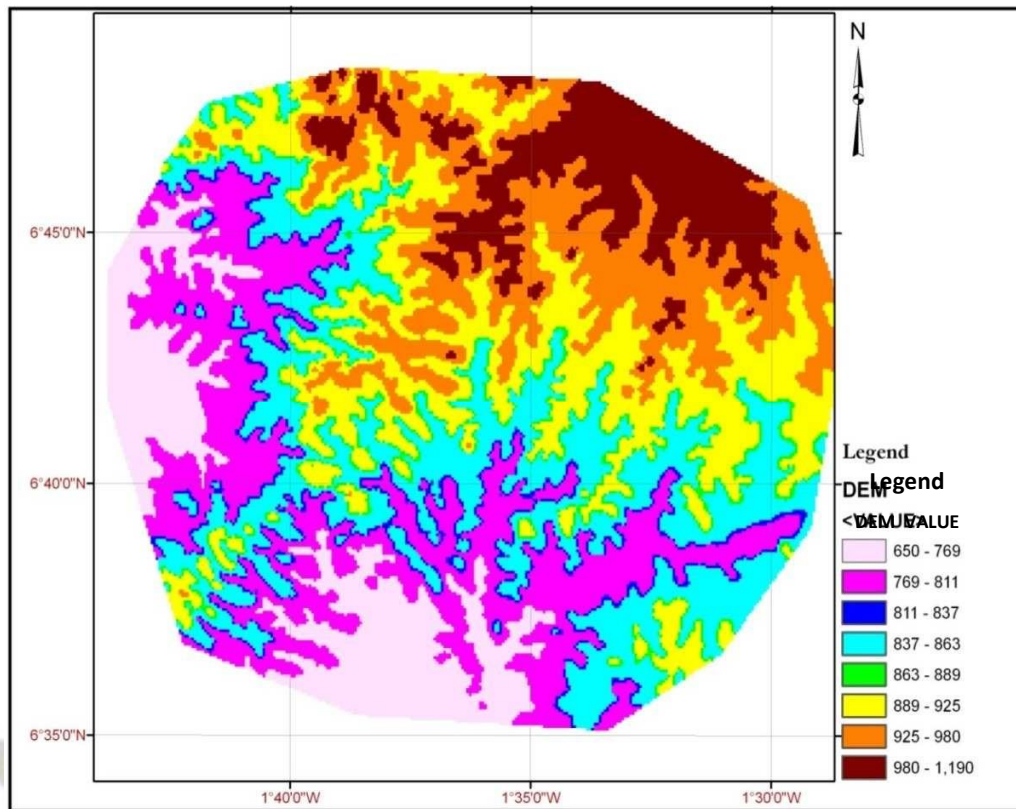 N
6°45'0"N
6°40'0"N
6°35'0"N
1°40'0"W
1°35'0"W
1°30'0"W
Legend
Legend
DEM
<VALUE>
DEM VALUE
650 - 769
769 - 811
811 - 837
837 - 863
863 - 889
889 - 925
925 - 980
980 - 1,190